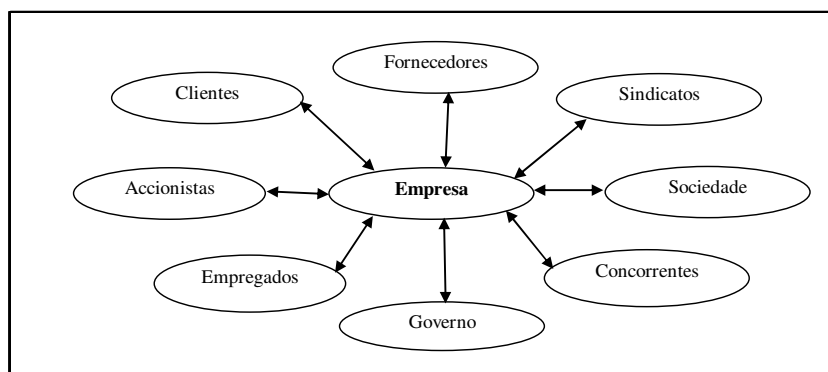 Fornecedores
Clientes
Sindicatos
Accionistas
Empresa
Sociedade
Empregados
Concorrentes
Governo